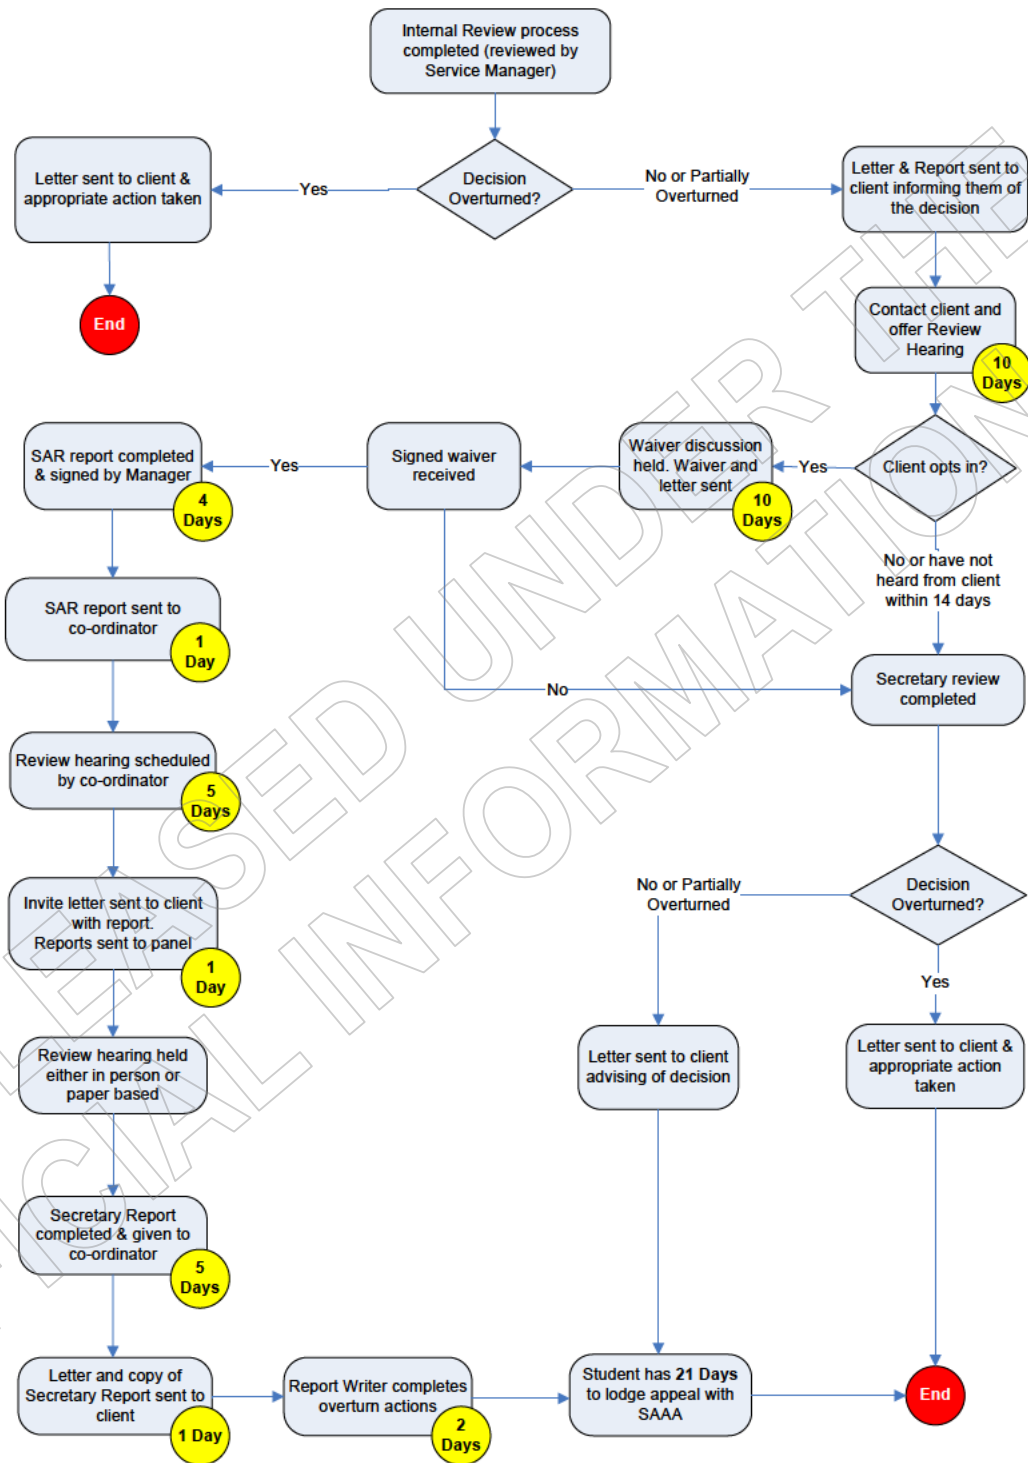 Internal Review process
completed (reviewed by
Service Manager)
Letter sent to client &
appropriate action taken
Yes
Decision
Overturned?
No or Partially
Overturned
Letter & Report sent to
client informing them of
the decision
End
Contact client and
offer Review
Hearing
10
Days
SAR report completed
& signed by Manager
4
Days
Yes
Signed waiver
received
Waiver discussion
held. Waiver and
letter sent
10
Days
Yes
Client opts in?
No or have not
heard from client
within 14 days
SAR report sent to
co-ordinator
1
Day
No
Secretary review
completed
Review hearing scheduled
by co-ordinator
5
Days
Invite letter sent to client
with report.
Reports sent to panel
1
Day
No or Partially
Overturned
Decision
Overturned?
Yes
Review hearing held
either in person or
paper based
Letter sent to client
advising of decision
Letter sent to client &
appropriate action
taken
Secretary Report
completed & given to
co-ordinator
5
Days
Letter and copy of
Secretary Report sent to
client
1 Day
Report Writer completes
overturn actions
2
Days
Student has 21 Days
to lodge appeal with
SAAA
End
EASED UNDER THE
ICIAL INFORMATION